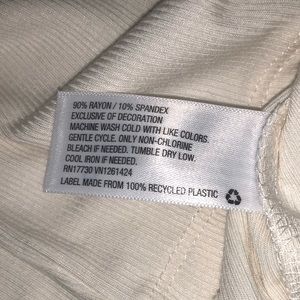 90% RAYON / 10% SPANDEX
EXCLUSIVE OF DECORATION
MACHINE WASH COLD WITH LIKE COLORS.
GENTLE CYCLE. ONLY NON-CHLORINE
BLEACH IF NEEDED. TUMBLE DRY LOW.
COOL IRON IF NEEDED.
RN17730 VN1261424
LABEL MADE FROM 100% RECYCLED PLASTIC